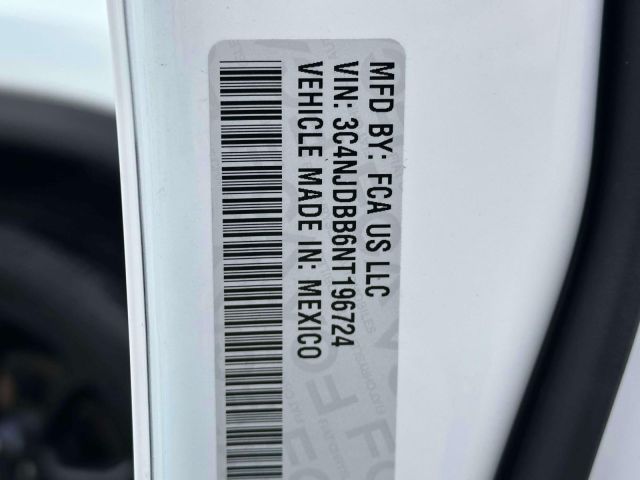 MFD BY: FCA US LLC
VIN: 3C4NJDBB6NT196724
VEHICLE MADE IN: MEXICO